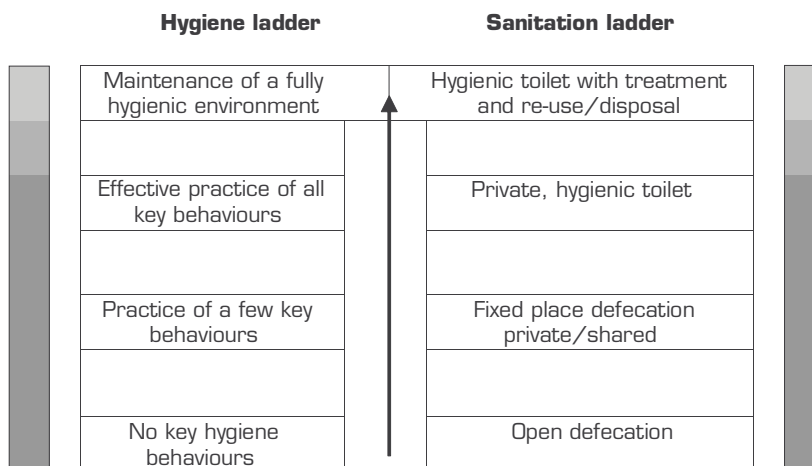 Hygiene ladder
Sanitation ladder
Maintenance of a fully
hygienic environment
Hygienic toilet with treatment
and re-use/disposal
Effective practice of all
key behaviours
Private, hygienic toilet
Practice of a few key
behaviours
Fixed place defecation
private/shared
No key hygiene
behaviours
Open defecation